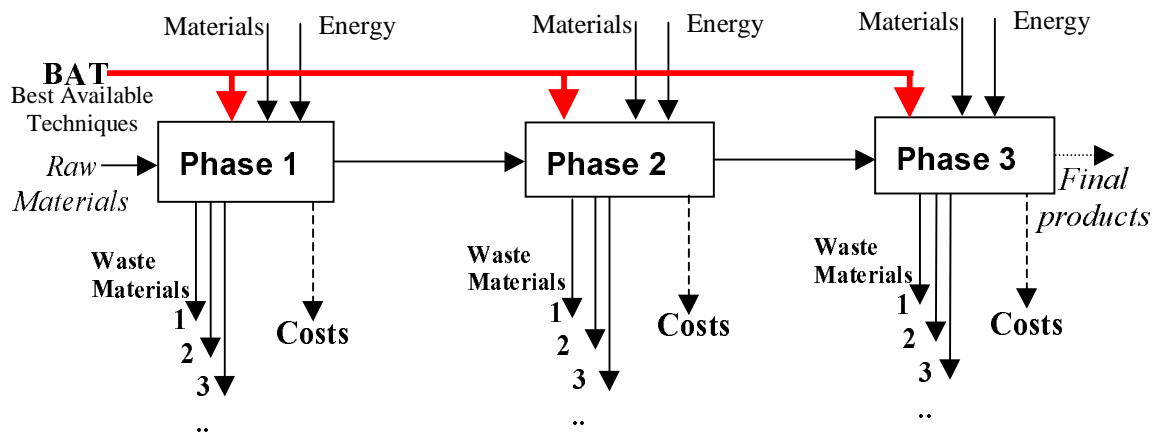 Materials Energy
Materials Energy
Materials Energy
BAT
Best Available
Techniques
Raw
Materials
Phase 1
Phase 2
Phase 3
Final
products
Waste
Materials
1
2
3
..
Costs
Waste
Materials
1
2
3
..
Costs
Waste
Materials
1
2
3
..
Costs